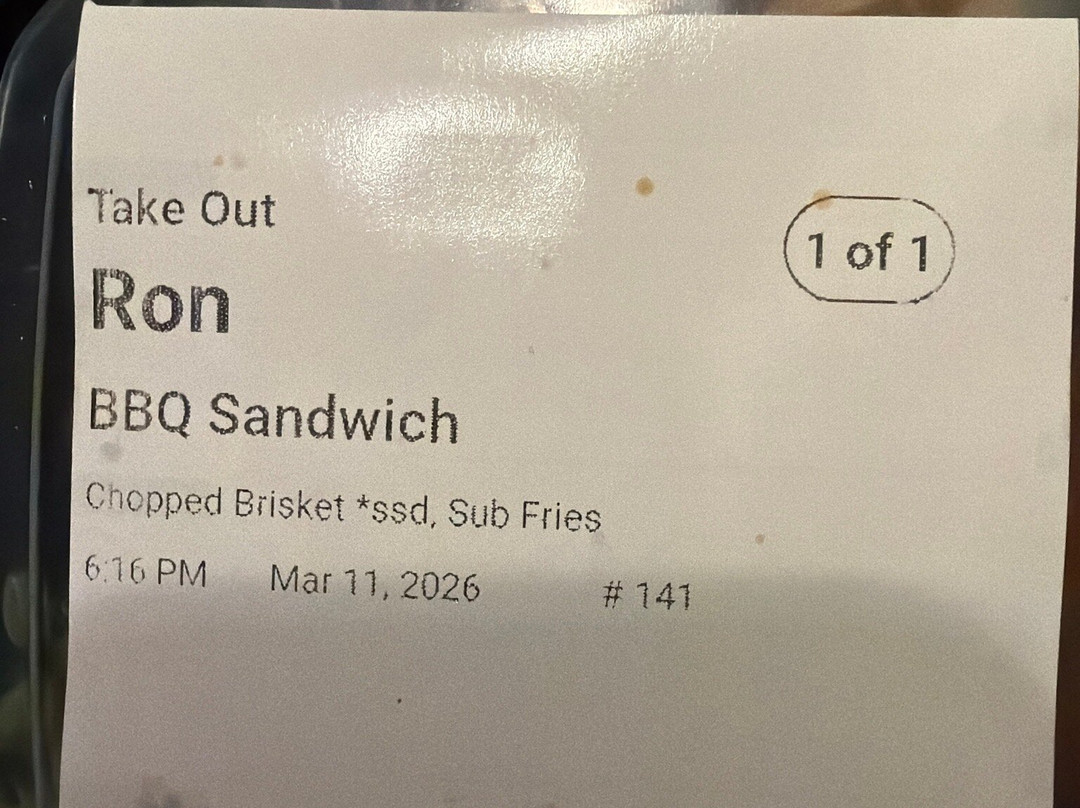 Take Out
1 of 1
Ron
BBQ Sandwich
Chopped Brisket *ssd, Sub Fries
6:16 PM Mar 11, 2026 # 141